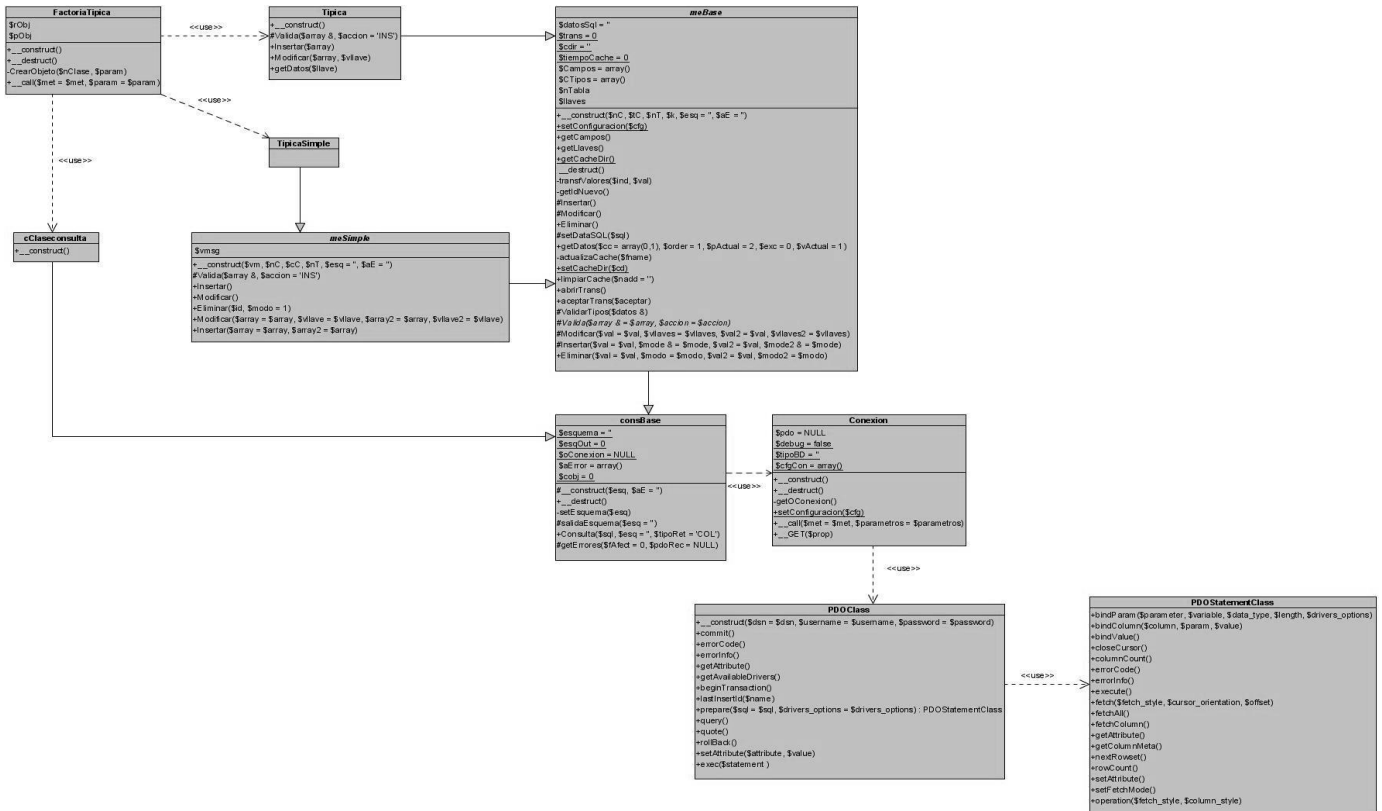 FactoriaTipica
$rObj
$pObj
+__construct()
+__destruct()
-CrearObjeto($nClase, $param)
+__call($met = $met, $param = $param)
<<use>>
Tipica
+__construct()
#Valida($array &, $accion = 'INS')
+Insertar($array)
+Modificar($array, $vllave)
+getDatos($llave)
<<use>>
TipicaSimple
<<use>>
cClaseconsulta
+__construct()
meSimple
$vmsg
+__construct($vm, $nC, $cC, $nT, $esq = '', $aE = '')
#Valida($array &, $accion = 'INS')
+Insertar()
+Modificar()
+Eliminar($id, $modo = 1)
+Modificar($array = $array, $vllave = $vllave, $array2 = $array, $vllave2 = $vllave)
+Insertar($array = $array, $array2 = $array)
meBase
$datosSql = ''
$trans = 0
$cdir = ''
$tiempoCache = 0
$Campos = array()
$CTipos = array()
$nTabla
$llaves
+__construct($nC, $tC, $nT, $k, $esq = '', $aE = '')
+setConfiguracion($cfg)
+getCampos()
+getLlaves()
+getCacheDir()
__destruct()
-transfValores($ind, $val)
-getIdNuevo()
#Insertar()
#Modificar()
+Eliminar()
#setDataSQL($sql)
+getDatos($cc = array(0,1), $order = 1, $pActual = 2, $exc = 0, $vActual = 1)
-actualizaCache($fname)
+setCacheDir($cd)
+limpiarCache($nadd = '')
+abrirTrans()
+aceptarTrans($aceptar)
#ValidarTipos($datos &)
#Valida($array & = $array, $accion = $accion)
#Modificar($val = $val, $vllaves = $vllaves, $val2 = $val, $vllaves2 = $vllaves)
#Insertar($val = $val, $mode & = $mode, $val2 = $val, $mode2 & = $mode)
+Eliminar($val = $val, $modo = $modo, $val2 = $val, $modo2 = $modo)
consBase
$esquema = ''
$esqOut = 0
$oConexion = NULL
$aError = array()
$cobj = 0
#__construct($esq, $aE = '')
+__destruct()
-setEsquema($esq)
#salidaEsquema($esq = '')
+Consulta($sql, $esq = '', $tipoRet = 'COL')
#getErrores($fAfect = 0, $pdoRec = NULL)
<<use>>
Conexion
$pdo = NULL
$debug = false
$tipoBD = ''
$cfgCon = array()
+__construct()
+__destruct()
-getOConexion()
+setConfiguracion($cfg)
+__call($met = $met, $parametros = $parametros)
+__GET($prop)
<<use>>
PDOClass
+__construct($dsn = $dsn, $username = $username, $password = $password)
+commit()
+errorCode()
+errorInfo()
+getAttribute()
+getAvailableDrivers()
+beginTransaction()
+lastInsertId($name)
+prepare($sql = $sql, $drivers_options = $drivers_options) : PDOStatementClass
+query()
+quote()
+rollBack()
+setAttribute($attribute, $value)
+exec($statement )
<<use>>
PDOStatementClass
+bindParam($parameter, $variable, $data_type, $length, $drivers_options)
+bindColumn($column, $param, $value)
+bindValue()
+closeCursor()
+columnCount()
+errorCode()
+errorInfo()
+execute()
+fetch($fetch_style, $cursor_orientation, $offset)
+fetchAll()
+fetchColumn()
+getAttribute()
+getColumnMeta()
+nextRowset()
+rowCount()
+setAttribute()
+setFetchMode()
+operation($fetch_style, $column_style)